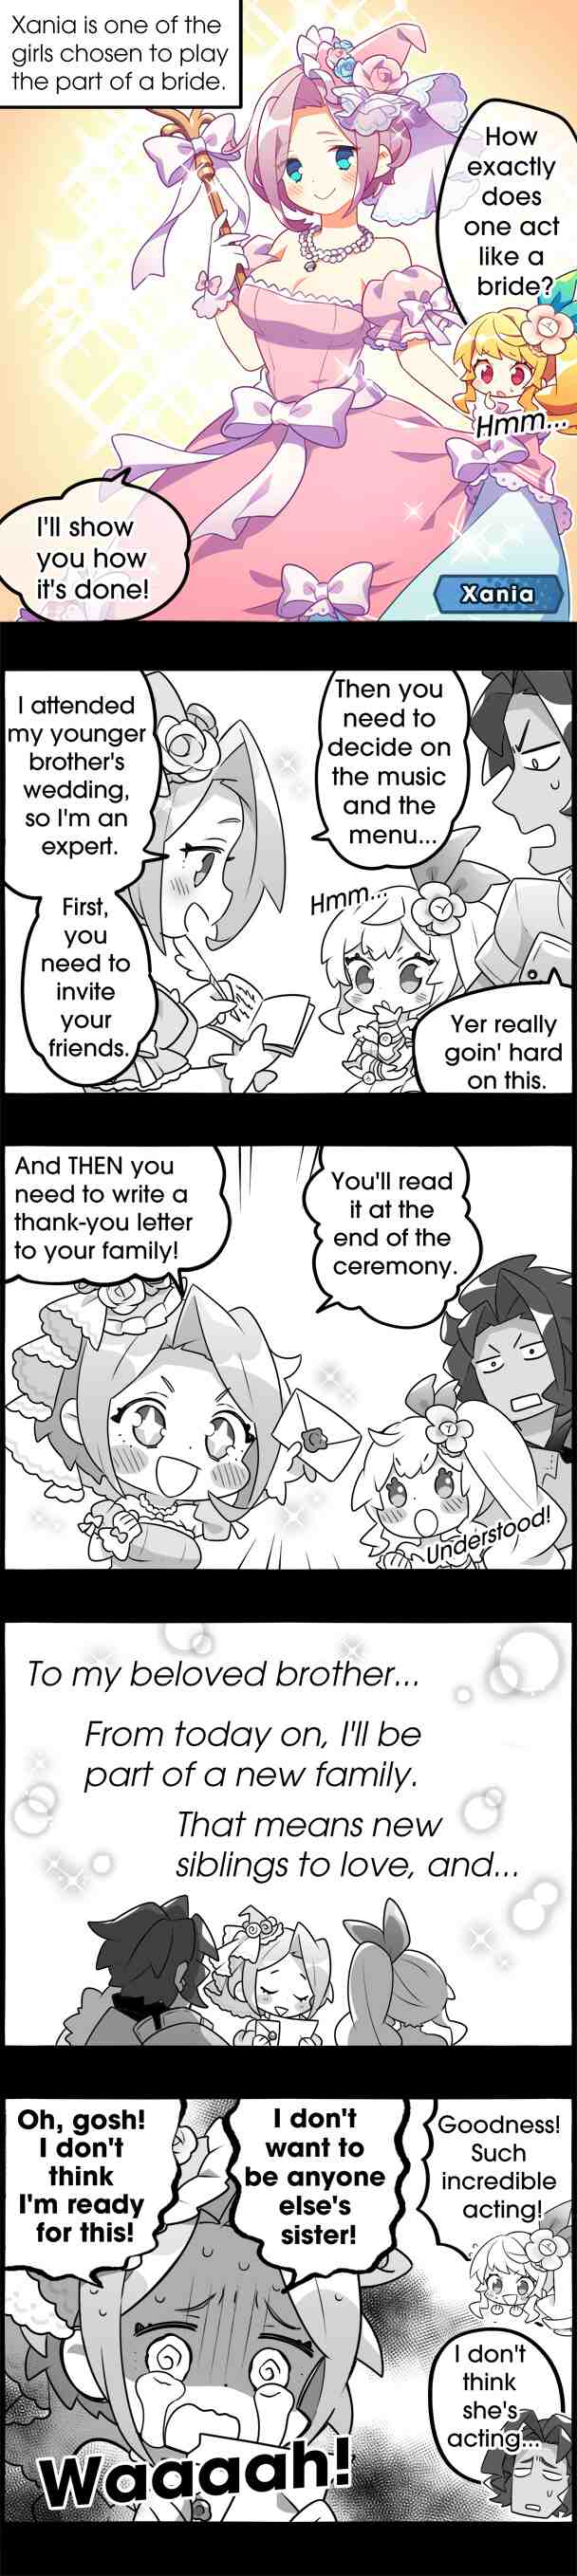 Xania is one of the
girls chosen to play
the part of a bride.
How
exactly
does
one act
like a
bride?
Hmm...
I'll show
you how
it's done!
Xania
I attended
my younger
brother's
wedding,
so I'm an
expert.
First,
you
need to
invite
your
friends.
Then you
need to
decide on
the music
and the
menu...
Hmm...
Yer really
goin' hard
on this.
And THEN you
need to write a
thank-you letter
to your family!
You'll read
it at the
end of the
ceremony.
Understood!
To my beloved brother...
From today on, I'll be
part of a new family.
That means new
siblings to love, and...
Oh, gosh!
I don't
think
I'm ready
for this!
I don't
want to
be anyone
else's
sister!
Goodness!
Such
incredible
acting!
I don't
think
she's
acting...
Waaaah!